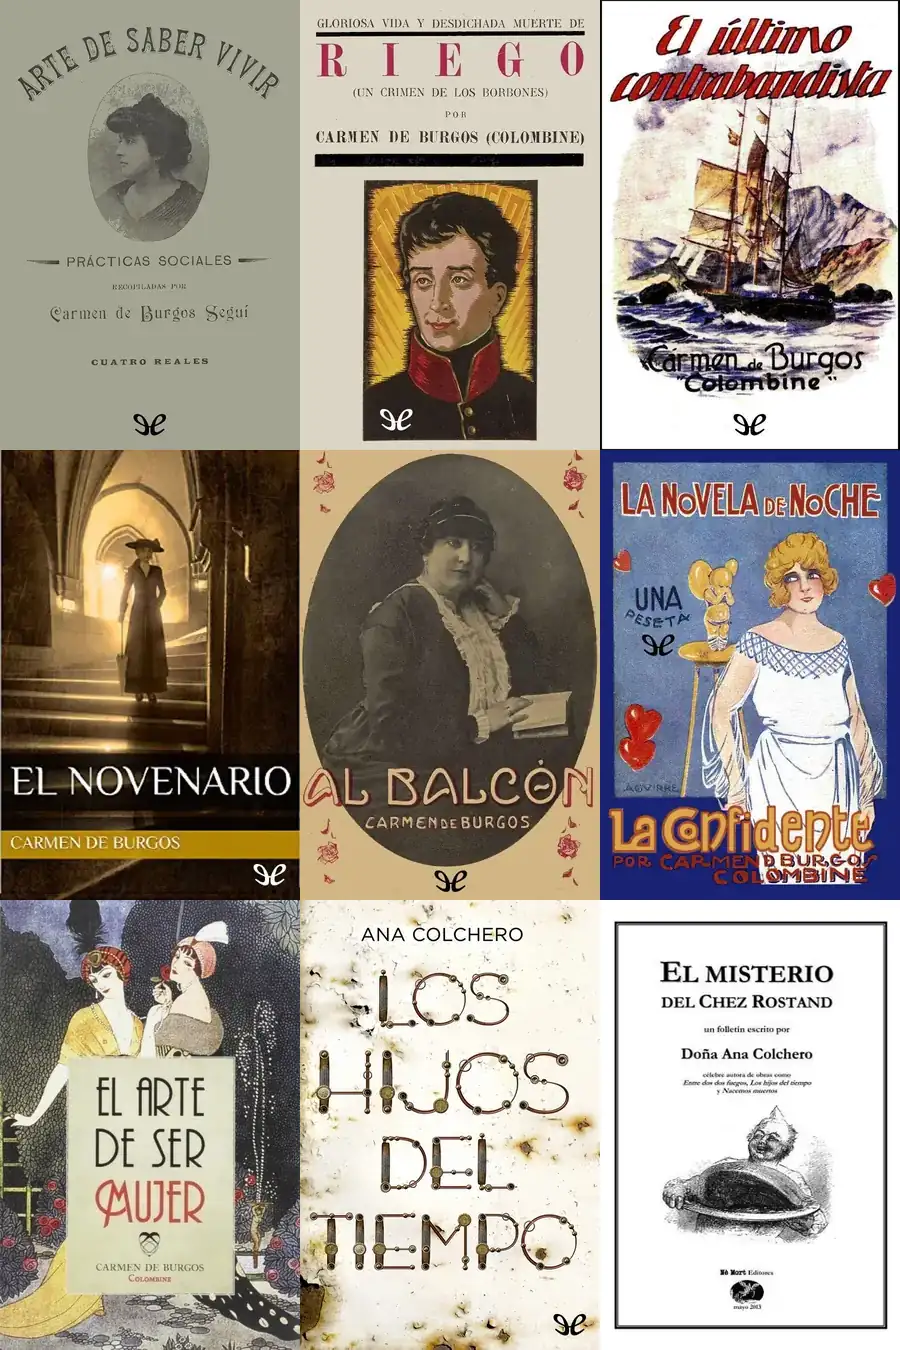 ARTE DE SABER VIVIR
PRÁCTICAS SOCIALES
RECOPILADAS POR
Carmen de Burgos Seguí
CUATRO REALES
GLORIOSA VIDA Y DESDICHADA MUERTE DE
RIEGO
(UN CRIMEN DE LOS BORBONES)
POR
CARMEN DE BURGOS (COLOMBINE)
El último
contrabandista
Carmen de Burgos
"Colombine"
EL NOVENARIO
CARMEN DE BURGOS
AL BALCÓN
CARMEN DE BURGOS
LA NOVELA DE NOCHE
UNA
PESETA
AGUIRRE
La Confidente
POR CARMEN D BURGOS
COLOMBINE
EL ARTE
DE SER
MUJER
CARMEN DE BURGOS
COLOMBINE
ANA COLCHERO
LOS
HIJOS
DEL
TIEMPO
EL MISTERIO
DEL CHEZ ROSTAND
un folletín escrito por
Doña Ana Colchero
célebre autora de obras como
Entre dos fuegos, Los hijos del tiempo
y Nacemos muertos
Nè Mort Editores
mayo 2013